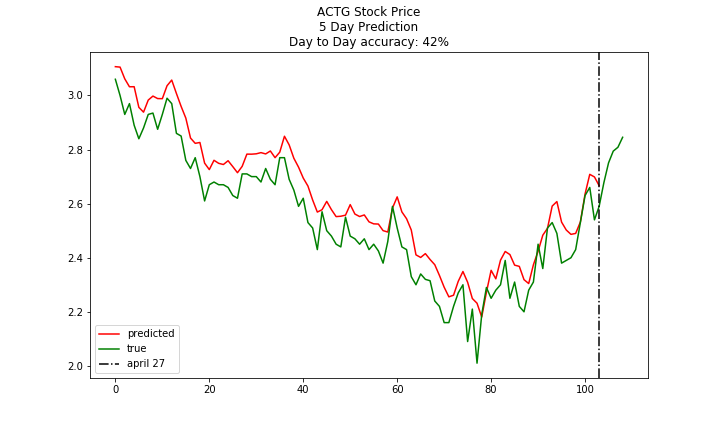 ACTG Stock Price
5 Day Prediction
Day to Day accuracy: 42%
3.0
2.8
2.6
2.4
2.2
2.0
predicted
true
april 27
0
20
40
60
80
100